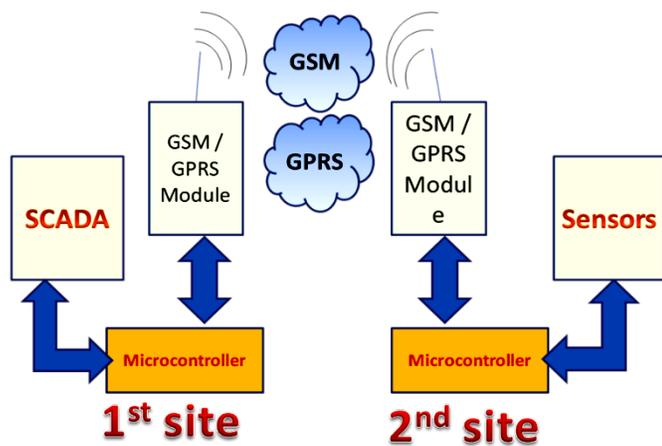 GSM
GPRS
GSM /
GPRS
Module
GSM /
GPRS
Modul
e
SCADA
Sensors
Microcontroller
Microcontroller
1st site
2nd site